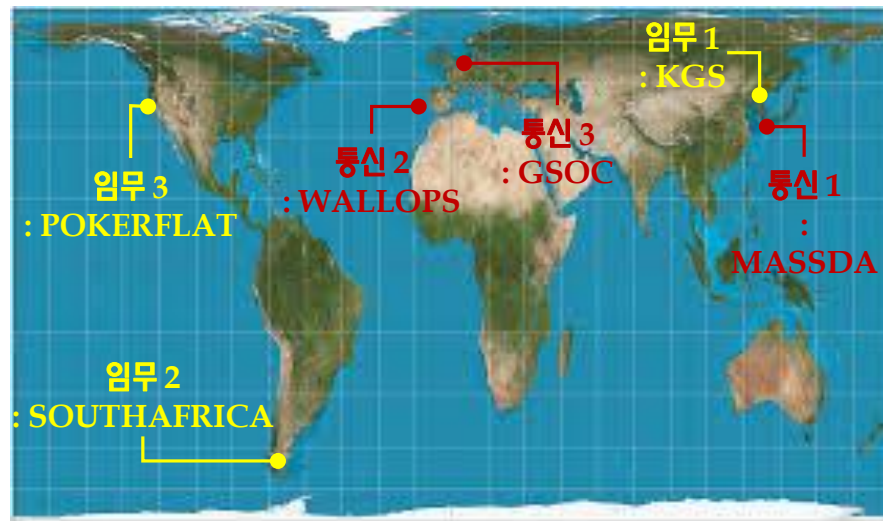 임무 1
: KGS
통신 3
: GSOC
통신 2
: WALLOPS
통신 1
:
MASSDA
임무 3
: POKERFLAT
임무 2
: SOUTHAFRICA